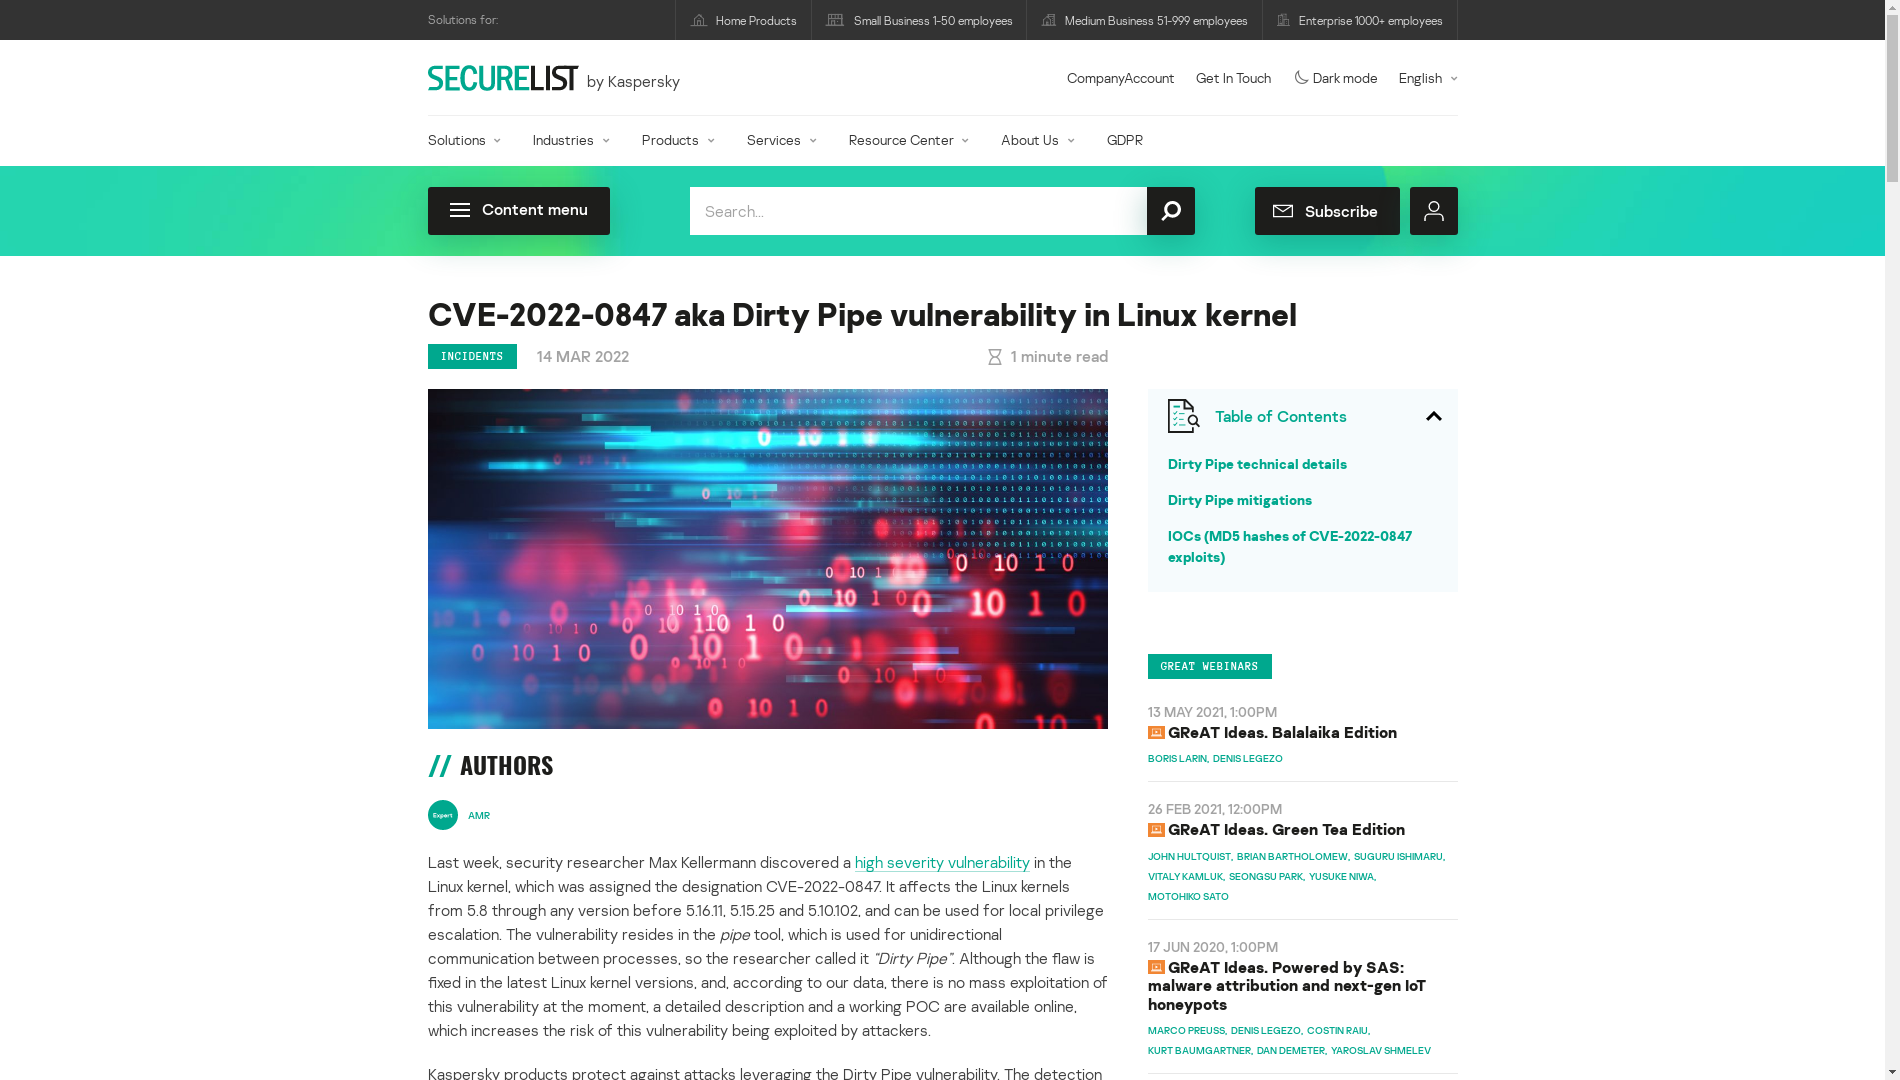 Solutions for:
Home Products
Small Business 1-50 employees
Medium Business 51-999 employees
Enterprise 1000+ employees
SECURELIST by Kaspersky
CompanyAccount
Get In Touch
Dark mode
English
Solutions
Industries
Products
Services
Resource Center
About Us
GDPR
Content menu
Search...
Subscribe
CVE-2022-0847 aka Dirty Pipe vulnerability in Linux kernel
INCIDENTS
14 MAR 2022
1 minute read
// AUTHORS
Expert
AMR
Last week, security researcher Max Kellermann discovered a high severity vulnerability in the
Linux kernel, which was assigned the designation CVE-2022-0847. It affects the Linux kernels
from 5.8 through any version before 5.16.11, 5.15.25 and 5.10.102, and can be used for local privilege
escalation. The vulnerability resides in the pipe tool, which is used for unidirectional
communication between processes, so the researcher called it “Dirty Pipe”. Although the flaw is
fixed in the latest Linux kernel versions, and, according to our data, there is no mass exploitation of
this vulnerability at the moment, a detailed description and a working POC are available online,
which increases the risk of this vulnerability being exploited by attackers.
Kaspersky products protect against attacks leveraging the Dirty Pipe vulnerability. The detection
Table of Contents
Dirty Pipe technical details
Dirty Pipe mitigations
IOCs (MD5 hashes of CVE-2022-0847
exploits)
GREAT WEBINARS
13 MAY 2021, 1:00PM
GReAT Ideas. Balalaika Edition
BORIS LARIN, DENIS LEGEZO
26 FEB 2021, 12:00PM
GReAT Ideas. Green Tea Edition
JOHN HULTQUIST, BRIAN BARTHOLOMEW, SUGURU ISHIMARU,
VITALY KAMLUK, SEONGSU PARK, YUSUKE NIWA,
MOTOHIKO SATO
17 JUN 2020, 1:00PM
GReAT Ideas. Powered by SAS:
malware attribution and next-gen IoT
honeypots
MARCO PREUSS, DENIS LEGEZO, COSTIN RAIU,
KURT BAUMGARTNER, DAN DEMETER, YAROSLAV SHMELEV